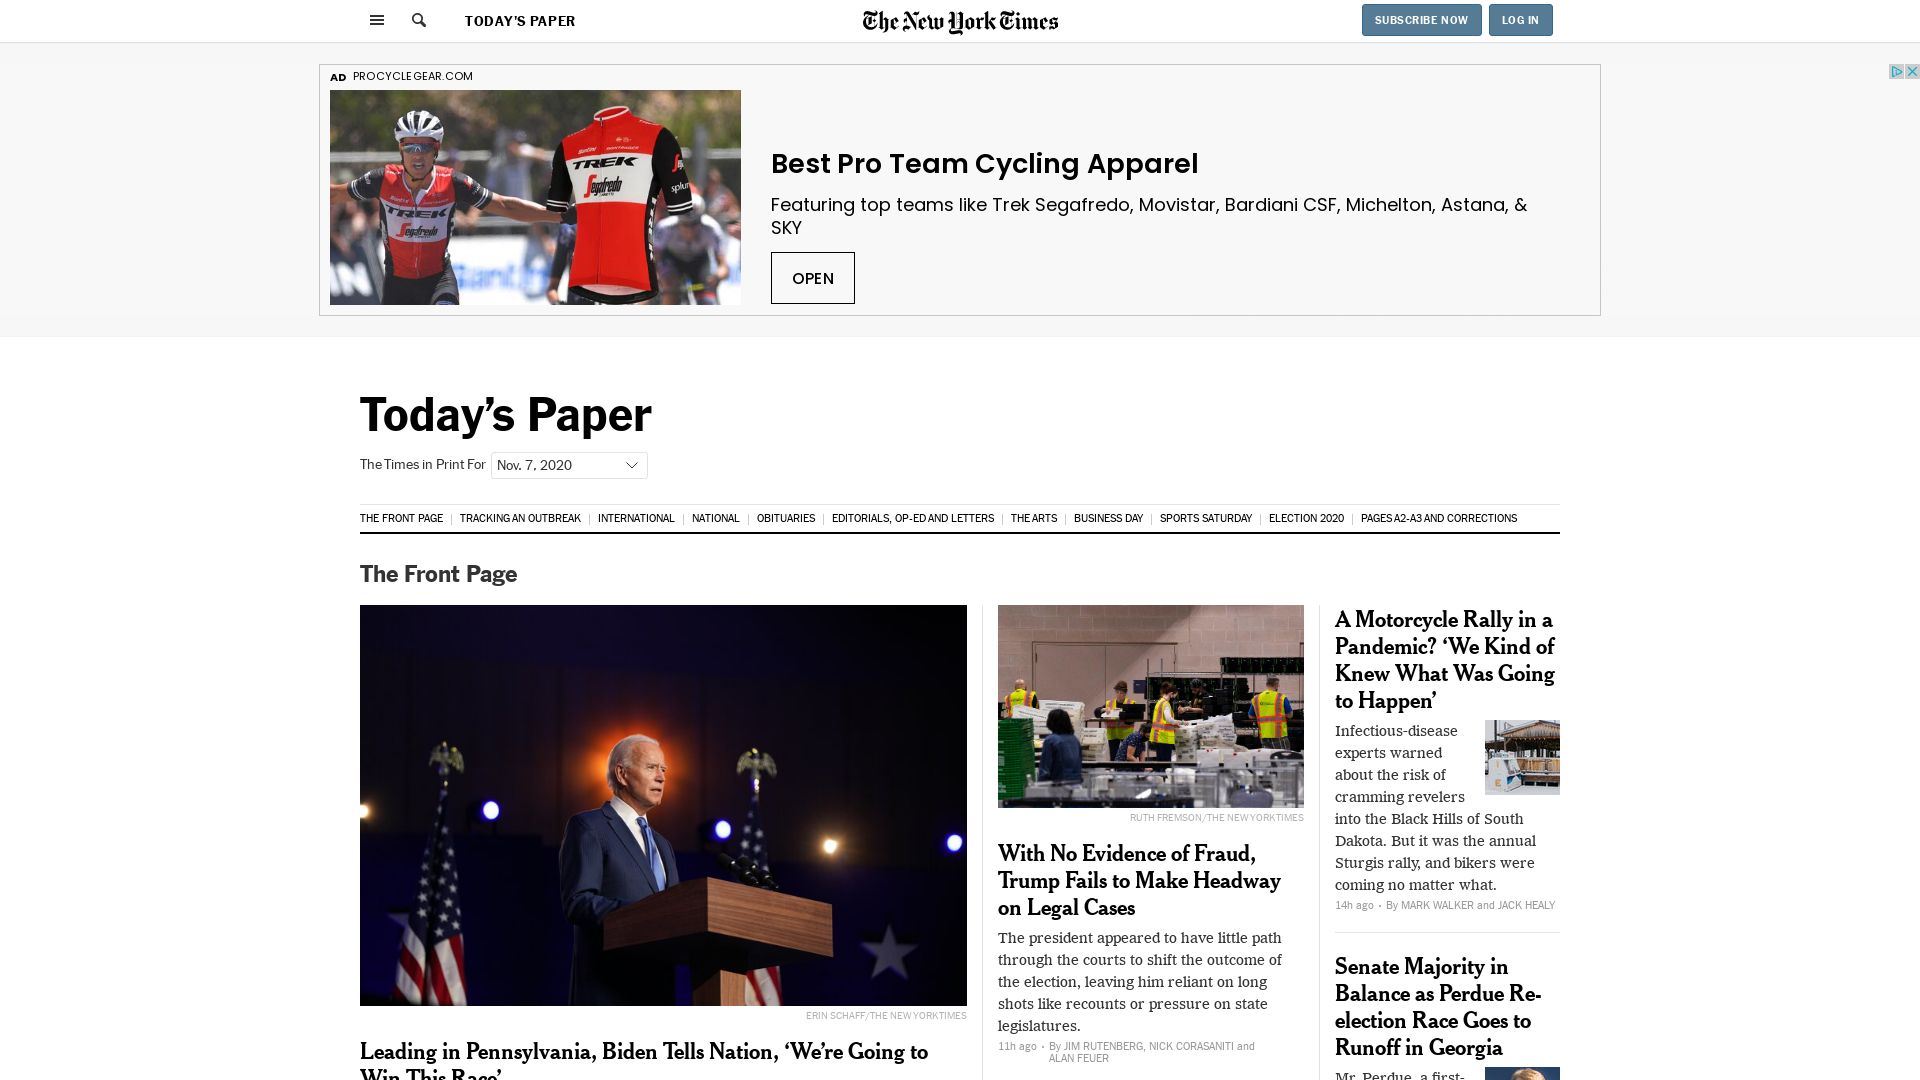 TODAY'S PAPER
The New York Times
SUBSCRIBE NOW
LOG IN
AD PROCYCLEGEAR.COM
TREK
Segafredo
TREK
Segafredo
Best Pro Team Cycling Apparel
Featuring top teams like Trek Segafredo, Movistar, Bardiani CSF, Michelton, Astana, &
SKY
OPEN
Today’s Paper
The Times in Print For Nov. 7, 2020
THE FRONT PAGE | TRACKING AN OUTBREAK | INTERNATIONAL | NATIONAL | OBITUARIES | EDITORIALS, OP-ED AND LETTERS | THE ARTS | BUSINESS DAY | SPORTS SATURDAY | ELECTION 2020 | PAGES A2-A3 AND CORRECTIONS
The Front Page
ERIN SCHAFF/THE NEW YORK TIMES
Leading in Pennsylvania, Biden Tells Nation, ‘We’re Going to
Win This Race’
RUTH FREMSON/THE NEW YORK TIMES
With No Evidence of Fraud,
Trump Fails to Make Headway
on Legal Cases
The president appeared to have little path
through the courts to shift the outcome of
the election, leaving him reliant on long
shots like recounts or pressure on state
legislatures.
11h ago • By JIM RUTENBERG, NICK CORASANITI and
ALAN FEUER
A Motorcycle Rally in a
Pandemic? ‘We Kind of
Knew What Was Going
to Happen’
Infectious-disease
experts warned
about the risk of
cramming revelers
into the Black Hills of South
Dakota. But it was the annual
Sturgis rally, and bikers were
coming no matter what.
14h ago • By MARK WALKER and JACK HEALY
Senate Majority in
Balance as Perdue Re-
election Race Goes to
Runoff in Georgia
Mr. Perdue, a first-